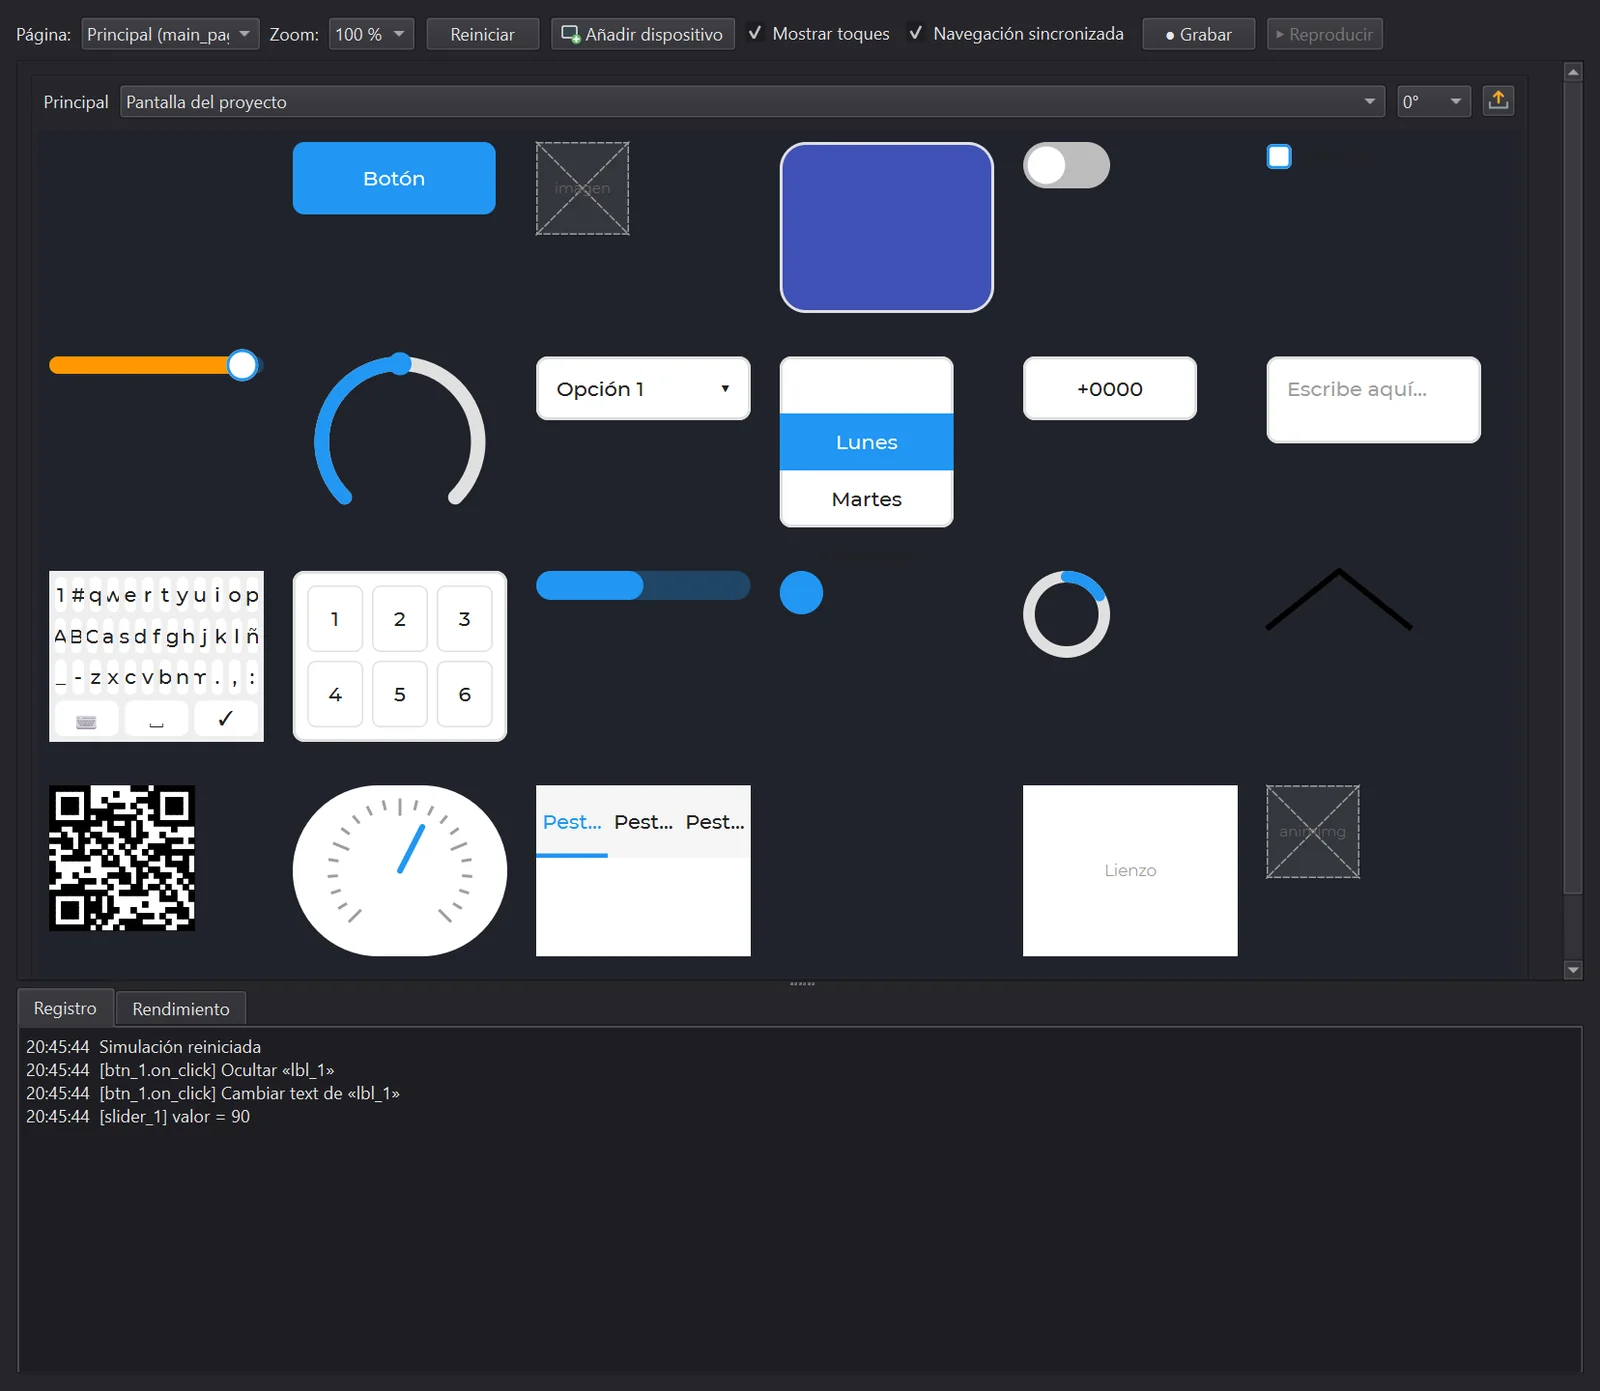 Página: Principal (main_pa Zoom: 100 % Reiniciar Añadir dispositivo Mostrar toques Navegación sincronizada ● Grabar ▸ Reproducir
Principal Pantalla del proyecto 0°
Botón
imagen
Opción 1
Lunes
Martes
+0000
Escribe aquí...
1# q w e r t y u i o p
ABC a s d f g h j k l ñ
_ - z x c v b n . , :
1 2 3
4 5 6
Pest... Pest... Pest...
Lienzo
animimg
Registro Rendimiento
20:45:44 Simulación reiniciada
20:45:44 [btn_1.on_click] Ocultar «lbl_1»
20:45:44 [btn_1.on_click] Cambiar text de «lbl_1»
20:45:44 [slider_1] valor = 90